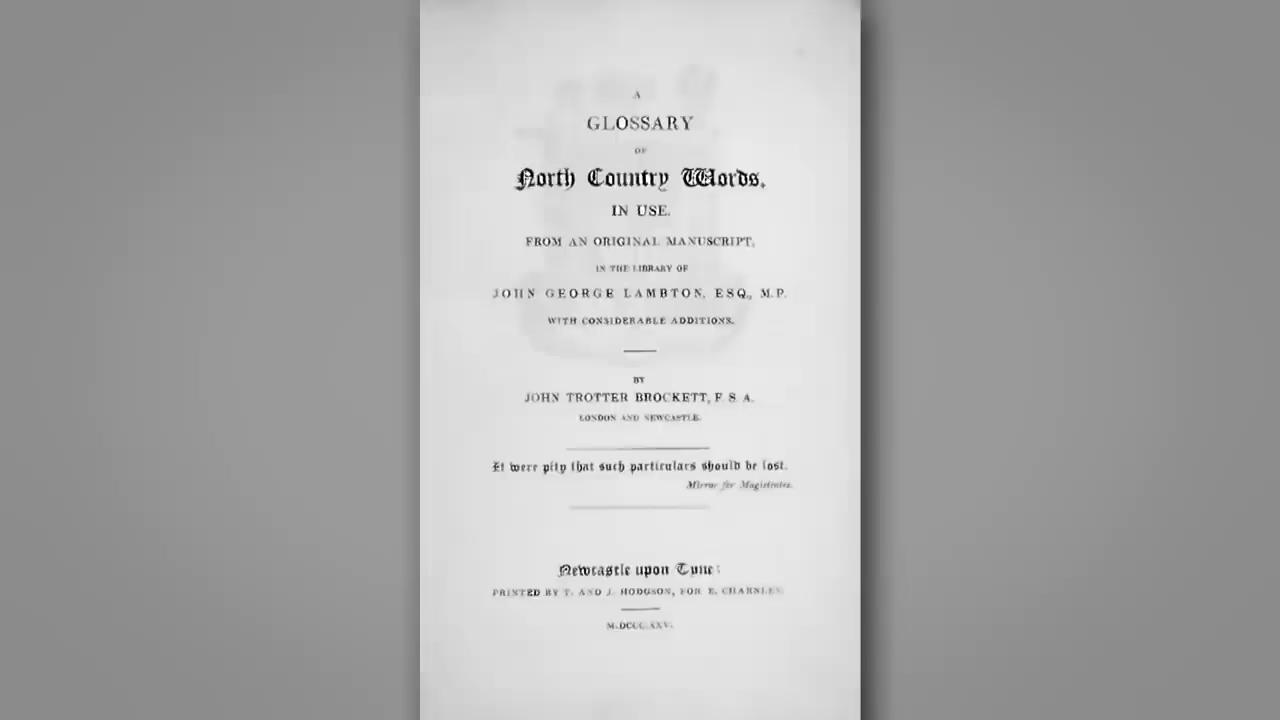 A
GLOSSARY
OF
North Country Words,
IN USE.
FROM AN ORIGINAL MANUSCRIPT,
IN THE LIBRARY OF
JOHN GEORGE LAMBTON, ESQ., M.P.
WITH CONSIDERABLE ADDITIONS.
BY
JOHN TROTTER BROCKETT, F. S. A.
LONDON AND NEWCASTLE.
It were pity that such particulars should be lost.
Mirror for Magistrates.
Newcastle upon Tyne:
PRINTED BY T. AND J. HODGSON, FOR E. CHARNLEY.
M.DCCC.XXV.